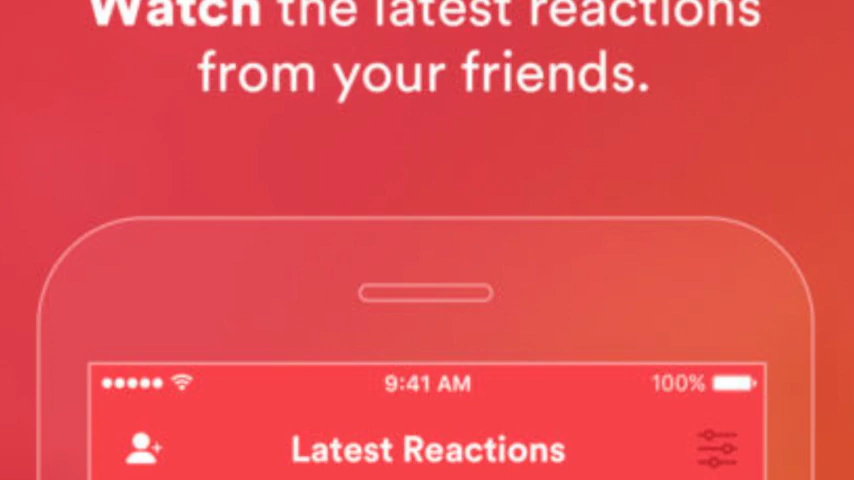 Watch the latest reactions
from your friends.
9:41 AM 100%
Latest Reactions